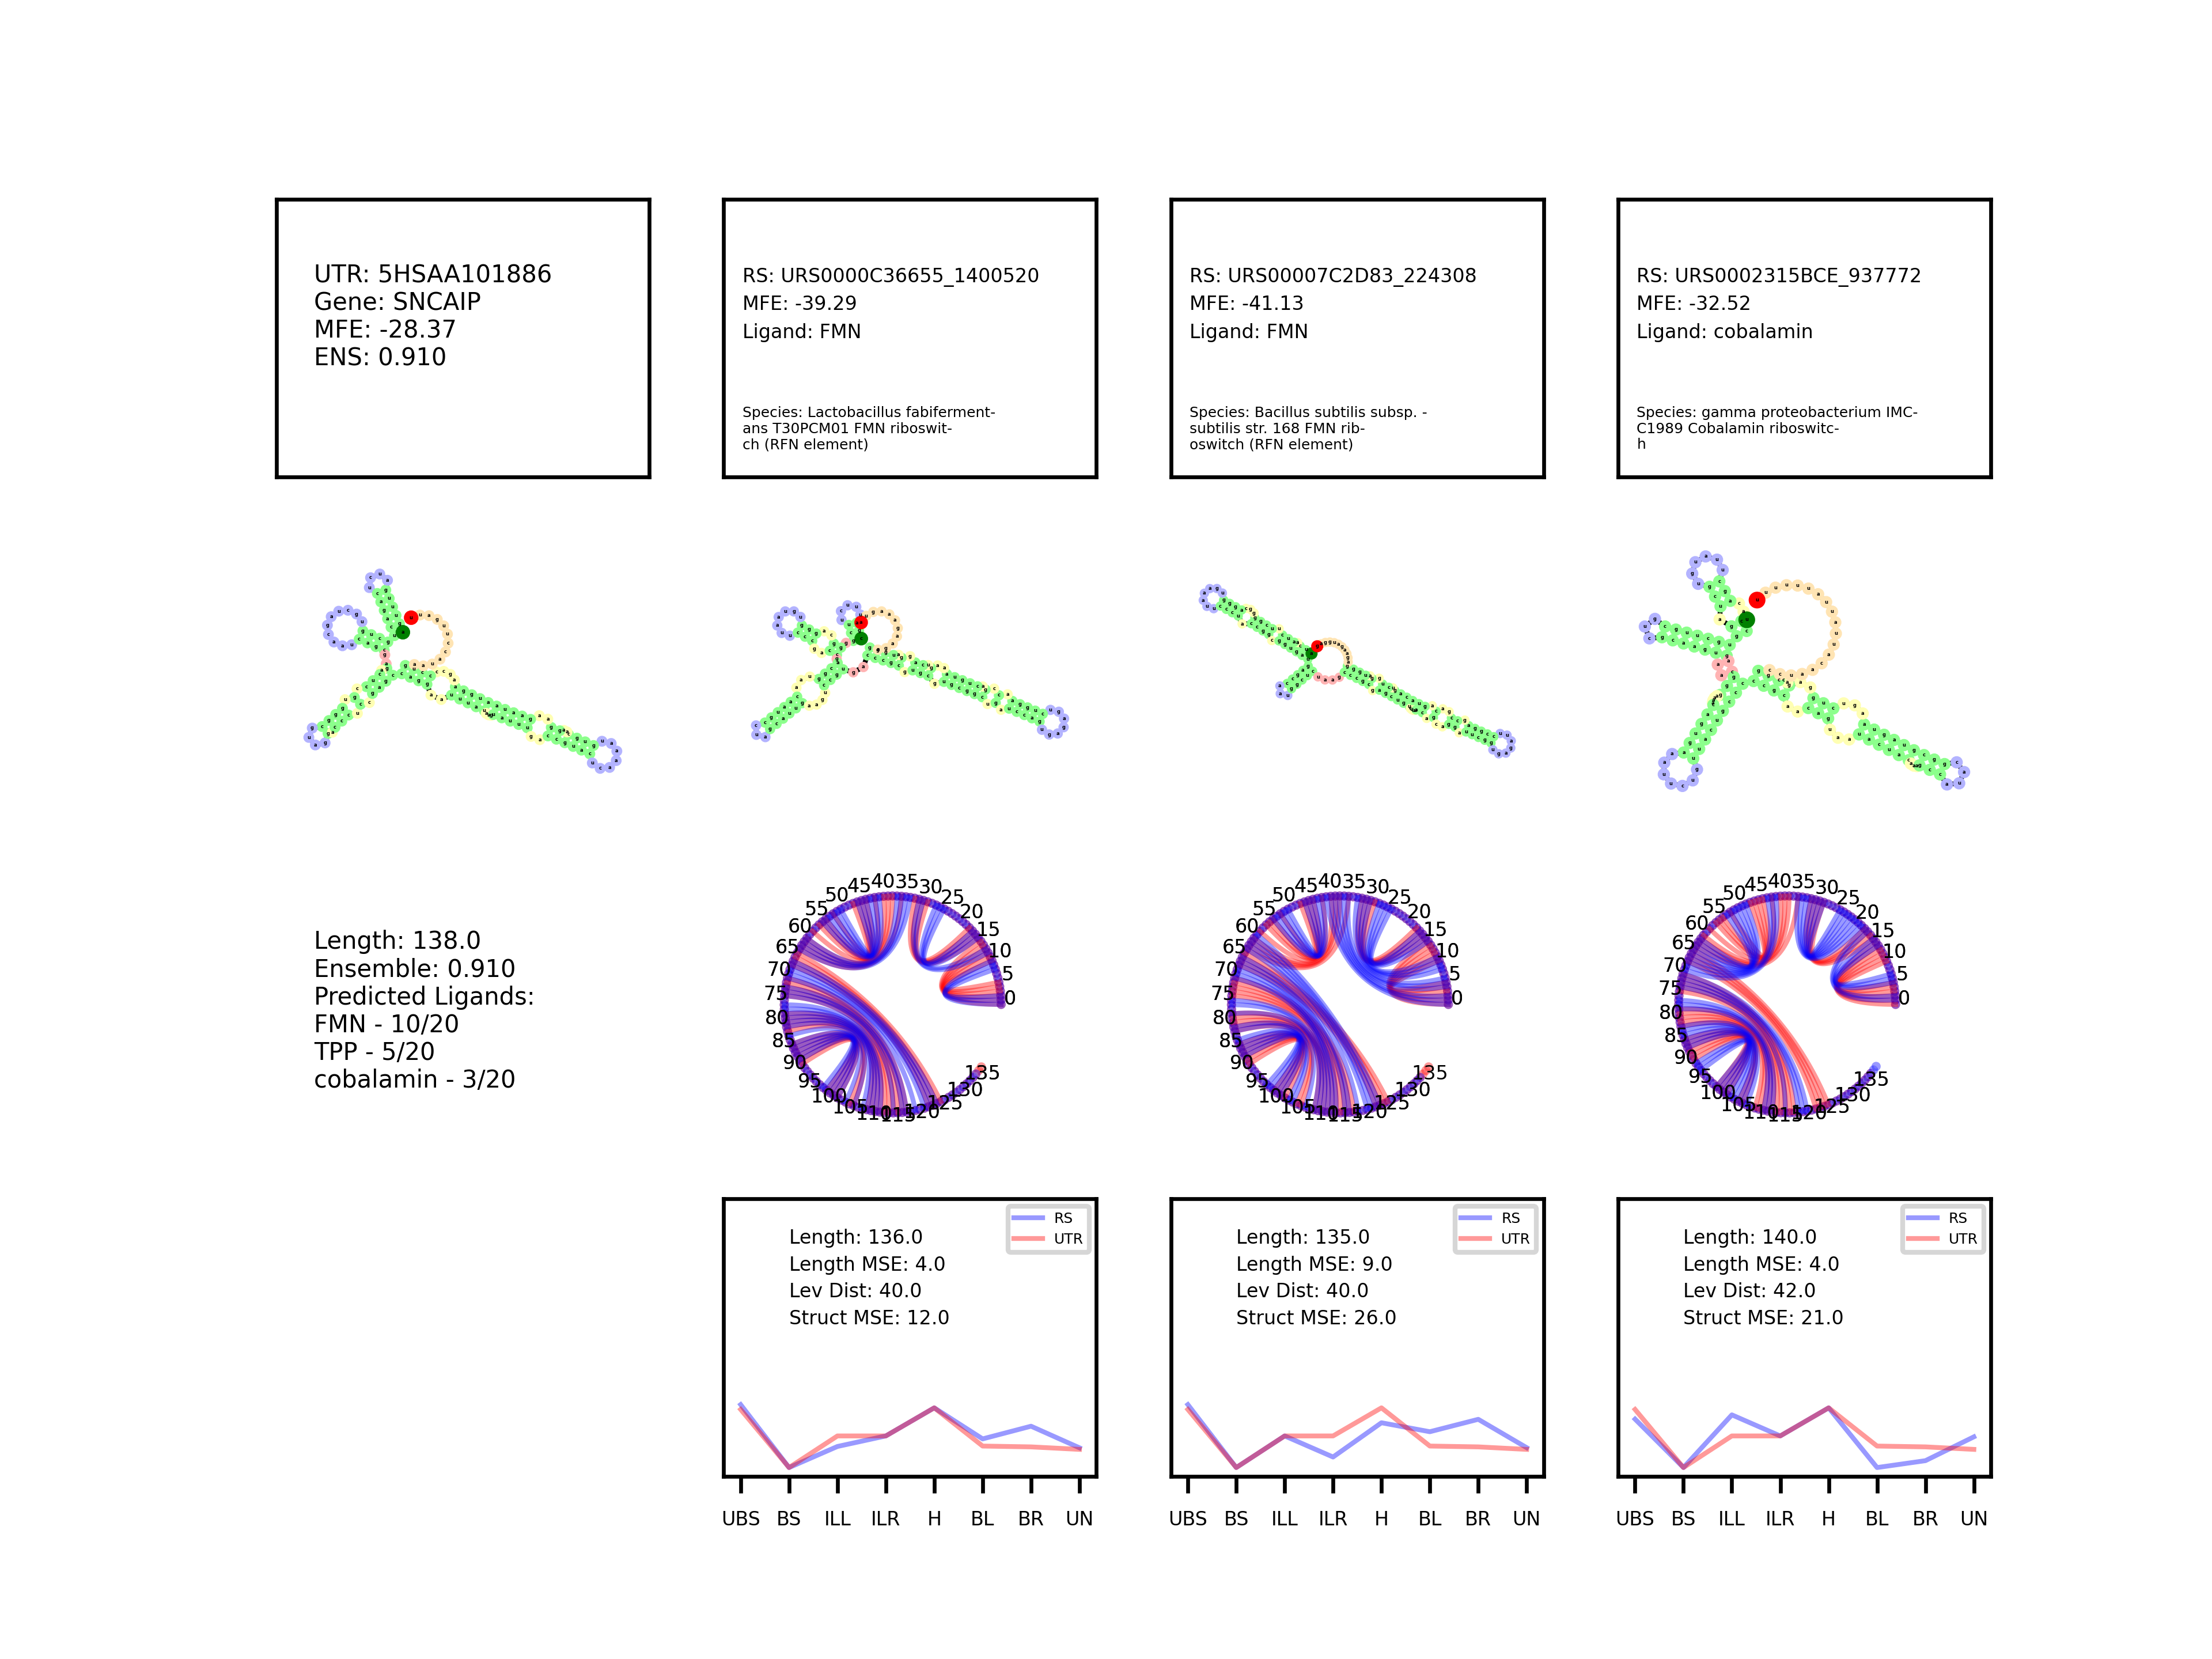 UTR: 5HSAA101886
Gene: SNCAIP
MFE: -28.37
ENS: 0.910
RS: URS0000C36655_1400520
MFE: -39.29
Ligand: FMN
Species: Lactobacillus fabiferment-
ans T30PCM01 FMN riboswit-
ch (RFN element)
RS: URS00007C2D83_224308
MFE: -41.13
Ligand: FMN
Species: Bacillus subtilis subsp. -
subtilis str. 168 FMN rib-
oswitch (RFN element)
RS: URS0002315BCE_937772
MFE: -32.52
Ligand: cobalamin
Species: gamma proteobacterium IMC-
C1989 Cobalamin riboswitc-
h
Length: 138.0
Ensemble: 0.910
Predicted Ligands:
FMN - 10/20
TPP - 5/20
cobalamin - 3/20
0 5 10 15 20 25 30 35 40 45 50 55 60 65 70 75 80 85 90 95 100 105 110 115 120 125 130 135
0 5 10 15 20 25 30 35 40 45 50 55 60 65 70 75 80 85 90 95 100 105 110 115 120 125 130 135
0 5 10 15 20 25 30 35 40 45 50 55 60 65 70 75 80 85 90 95 100 105 110 115 120 125 130 135
RS
UTR
Length: 136.0
Length MSE: 4.0
Lev Dist: 40.0
Struct MSE: 12.0
UBS BS ILL ILR H BL BR UN
RS
UTR
Length: 135.0
Length MSE: 9.0
Lev Dist: 40.0
Struct MSE: 26.0
UBS BS ILL ILR H BL BR UN
RS
UTR
Length: 140.0
Length MSE: 4.0
Lev Dist: 42.0
Struct MSE: 21.0
UBS BS ILL ILR H BL BR UN